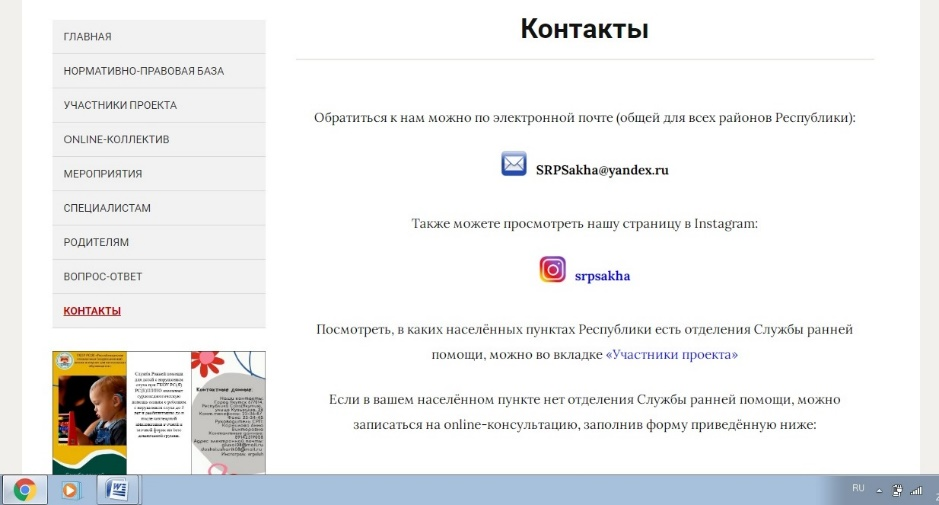 ГЛАВНАЯ
НОРМАТИВНО-ПРАВОВАЯ БАЗА
УЧАСТНИКИ ПРОЕКТА
ONLINE-КОЛЛЕКТИВ
МЕРОПРИЯТИЯ
СПЕЦИАЛИСТАМ
РОДИТЕЛЯМ
ВОПРОС-ОТВЕТ
КОНТАКТЫ
Контактные данные:
Контакты
Обратиться к нам можно по электронной почте (общей для всех районов Республики):
SRPSakha@yandex.ru
Также можете просмотреть нашу страницу в Instagram:
srpsakha
Посмотреть, в каких населённых пунктах Республики есть отделения Службы ранней
помощи, можно во вкладке «Участники проекта»
Если в вашем населённом пункте нет отделения Службы ранней помощи, можно
записаться на online-консультацию, заполнив форму приведённую ниже:
RU